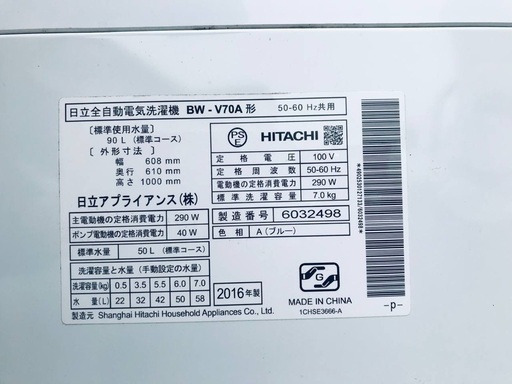 日立全自動電気洗濯機 BW - V70A 形 50-60 Hz共用
〔標準使用水量〕
90 L（標準コース）
〔外形寸法〕
幅 608 mm
奥行 610 mm
高さ 1000 mm
日立アプライアンス(株)
主電動機の定格消費電力 290 W
ポンプ電動機の定格消費電力 40 W
標準水量 50 L (標準コース)
洗濯容量と水量 (手動設定の水量)
洗濯容量(kg) 0.5 3.5 5.5 6.0 7.0
水量(L) 22 32 42 50 58
製造元 Shanghai Hitachi Household Appliances Co., Ltd.
PS E HITACHI
定格電圧 100 V
定格周波数 50-60 Hz
電動機の定格消費電力 290 W
標準洗濯容量 7.0 kg
製造番号 6032498
色相 A (ブルー)
2016年製
G
MADE IN CHINA
1CHSE3666-A
-p-